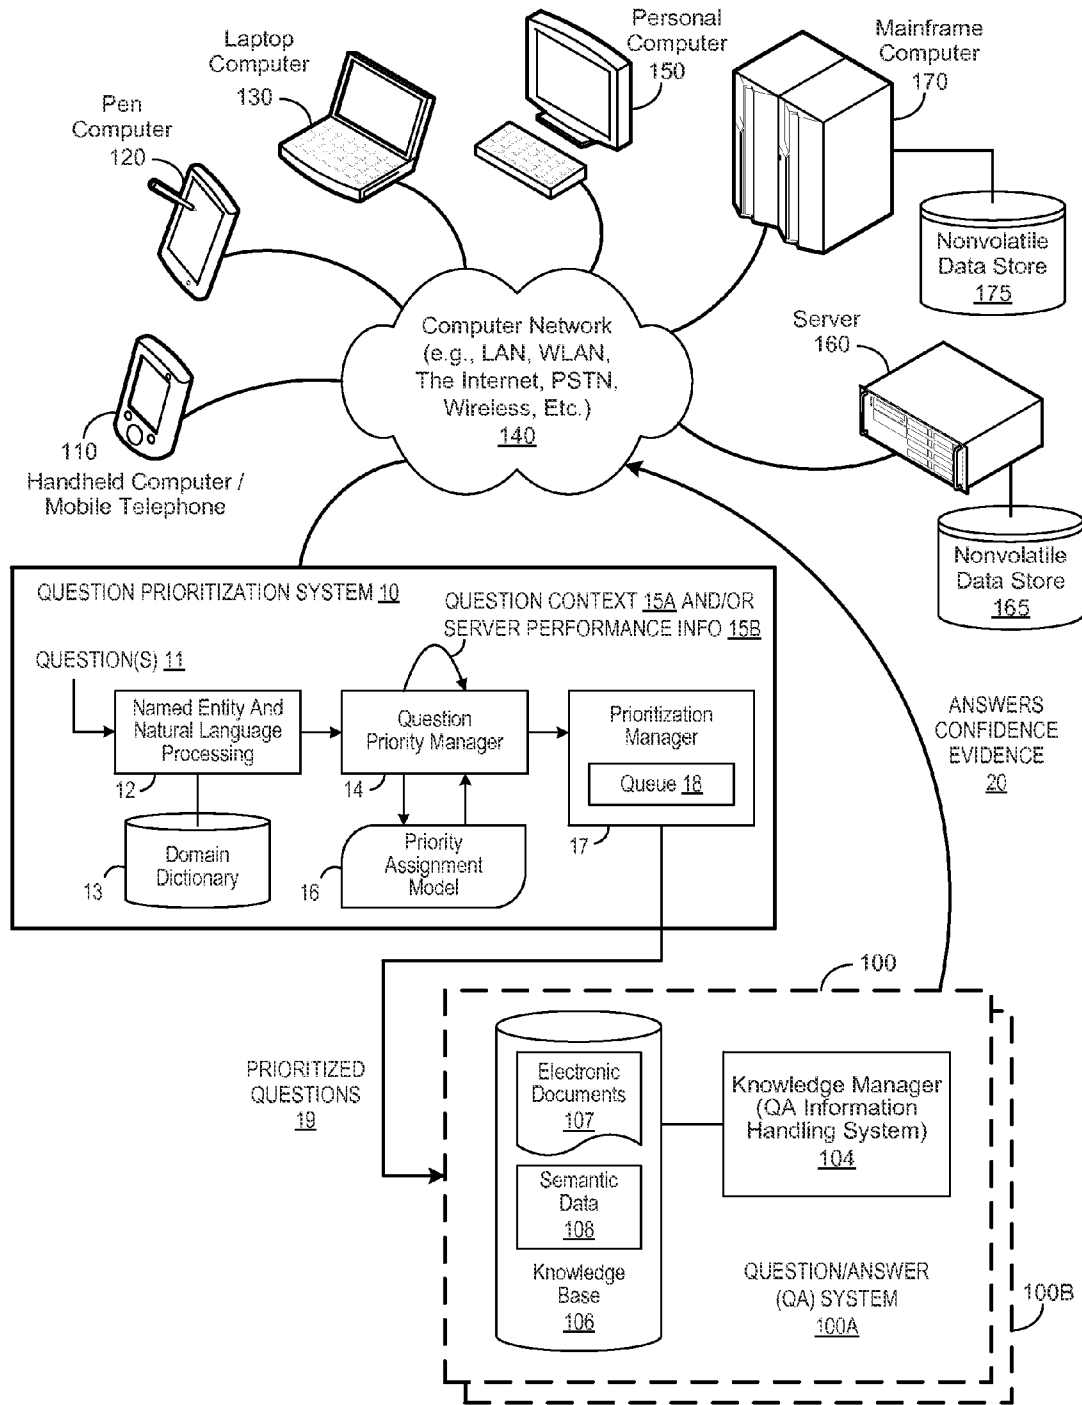 Laptop
Computer
130
Personal
Computer
150
Mainframe
Computer
170
Pen
Computer
120
Nonvolatile
Data Store
175
Server
160
Computer Network
(e.g., LAN, WLAN,
The Internet, PSTN,
Wireless, Etc.)
140
110
Handheld Computer /
Mobile Telephone
Nonvolatile
Data Store
165
QUESTION PRIORITIZATION SYSTEM 10
QUESTION CONTEXT 15A AND/OR
SERVER PERFORMANCE INFO 15B
QUESTION(S) 11
Named Entity And
Natural Language
Processing
12
Question
Priority Manager
14
Prioritization
Manager
Queue 18
17
Domain
Dictionary
13
Priority
Assignment
Model
16
ANSWERS
CONFIDENCE
EVIDENCE
20
100
PRIORITIZED
QUESTIONS
19
Electronic
Documents
107
Semantic
Data
108
Knowledge
Base
106
Knowledge Manager
(QA Information
Handling System)
104
QUESTION/ANSWER
(QA) SYSTEM
100A
100B